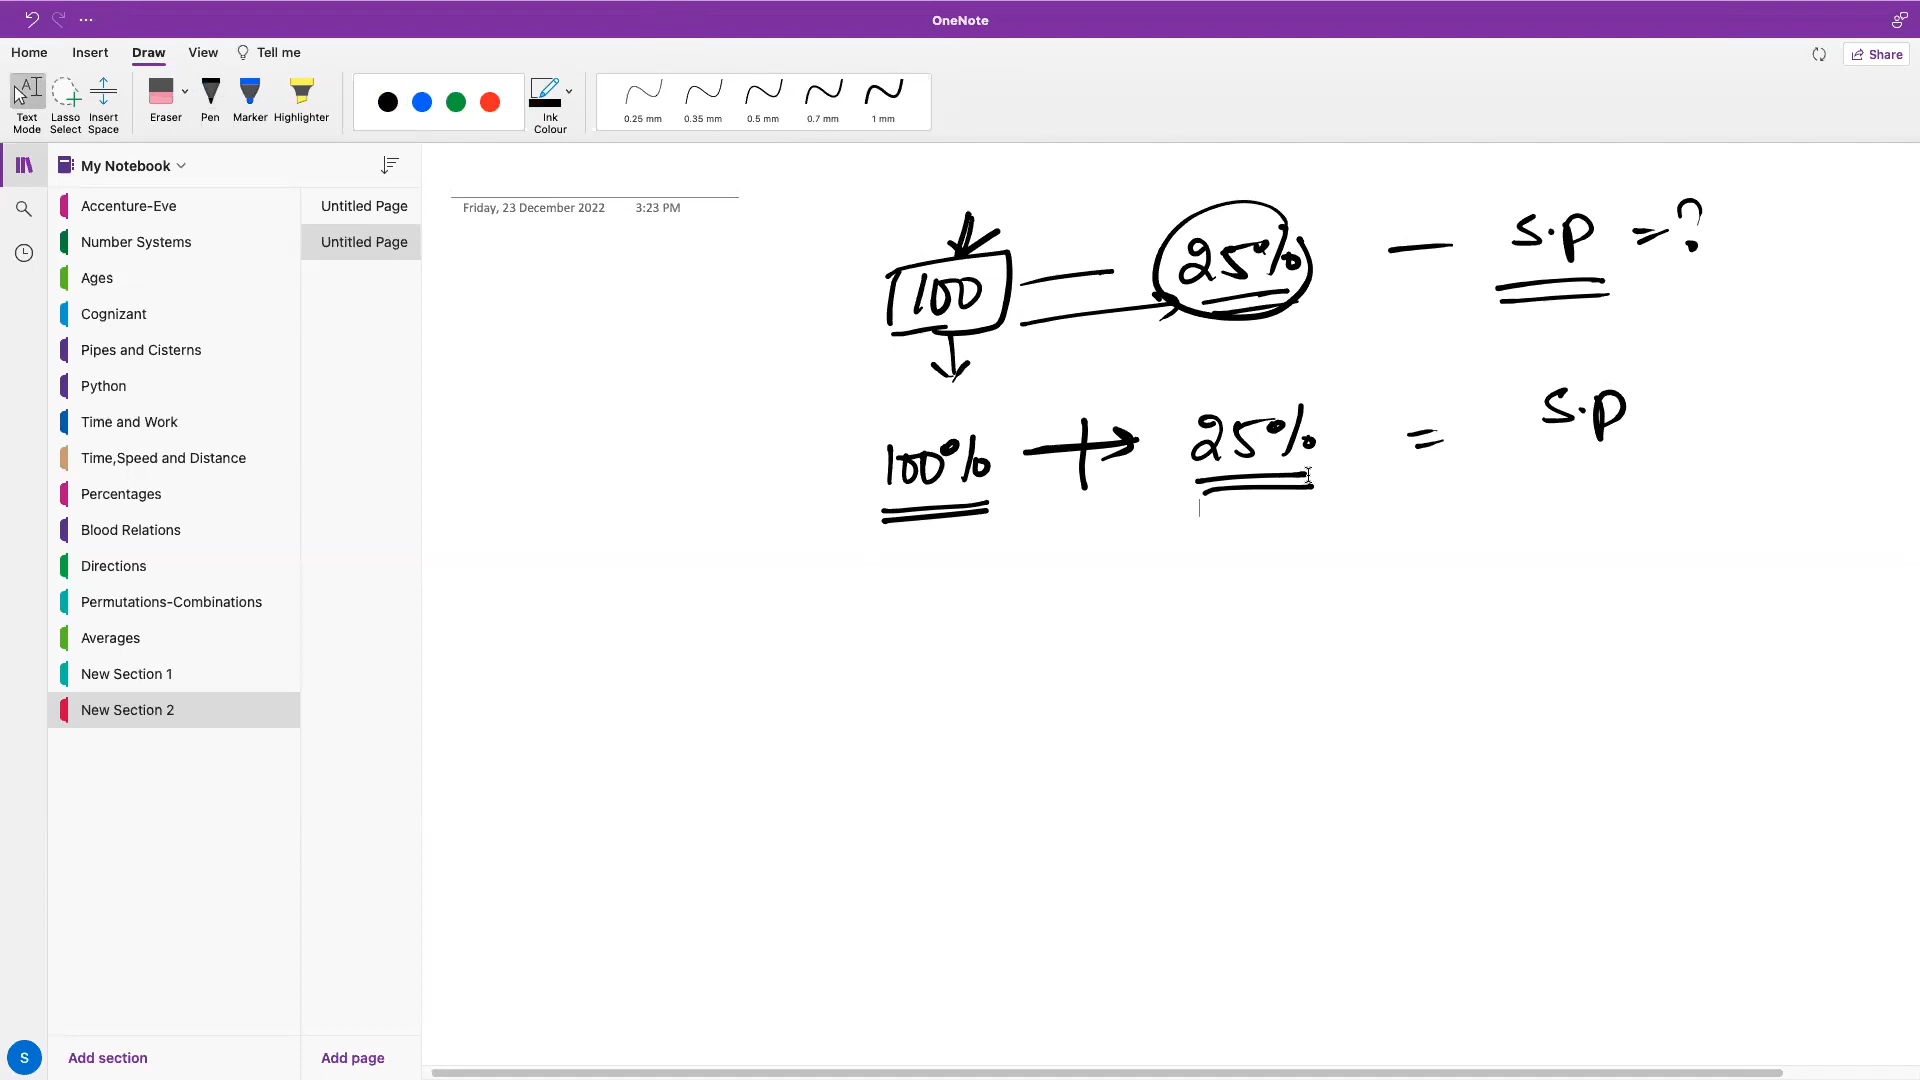 OneNote
Home Insert Draw View Tell me
Share
Text Mode
Lasso Select
Insert Space
Eraser
Pen
Marker
Highlighter
Ink Colour
0.25 mm 0.35 mm 0.5 mm 0.7 mm 1 mm
My Notebook
Accenture-Eve
Number Systems
Ages
Cognizant
Pipes and Cisterns
Python
Time and Work
Time,Speed and Distance
Percentages
Blood Relations
Directions
Permutations-Combinations
Averages
New Section 1
New Section 2
Add section
Untitled Page
Untitled Page
Add page
S
Friday, 23 December 2022 3:23 PM
100 — 25% — S.P = ?
100% + 25% = S.P